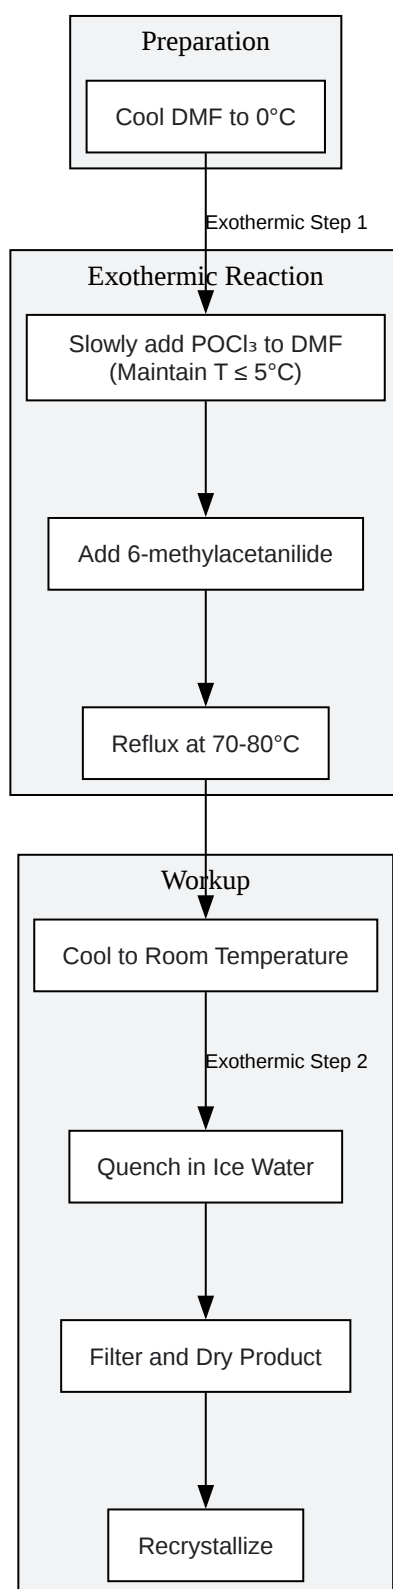 Preparation
Cool DMF to 0°C
Exothermic Step 1
Exothermic Reaction
Slowly add POCl₃ to DMF
(Maintain T ≤ 5°C)
Add 6-methylacetanilide
Reflux at 70-80°C
Workup
Cool to Room Temperature
Exothermic Step 2
Quench in Ice Water
Filter and Dry Product
Recrystallize